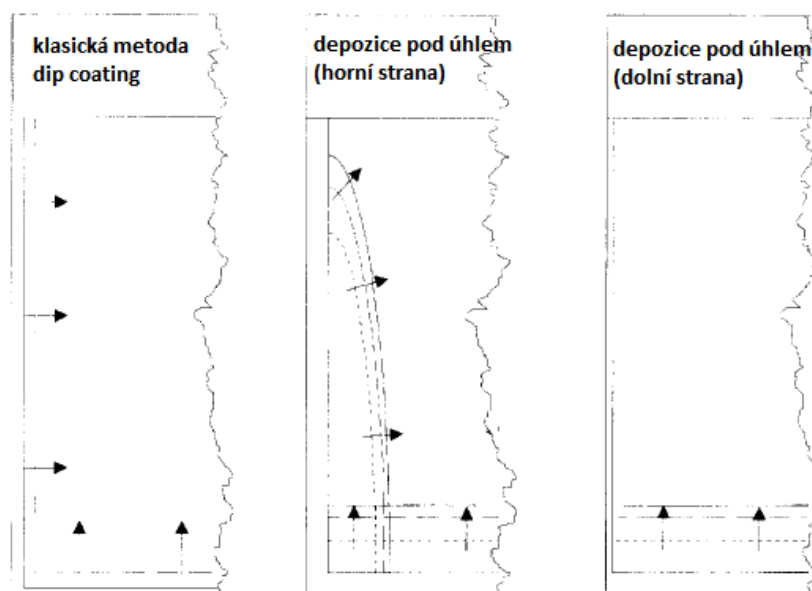 klasická metoda
dip coating
depozice pod úhlem
(horní strana)
depozice pod úhlem
(dolní strana)